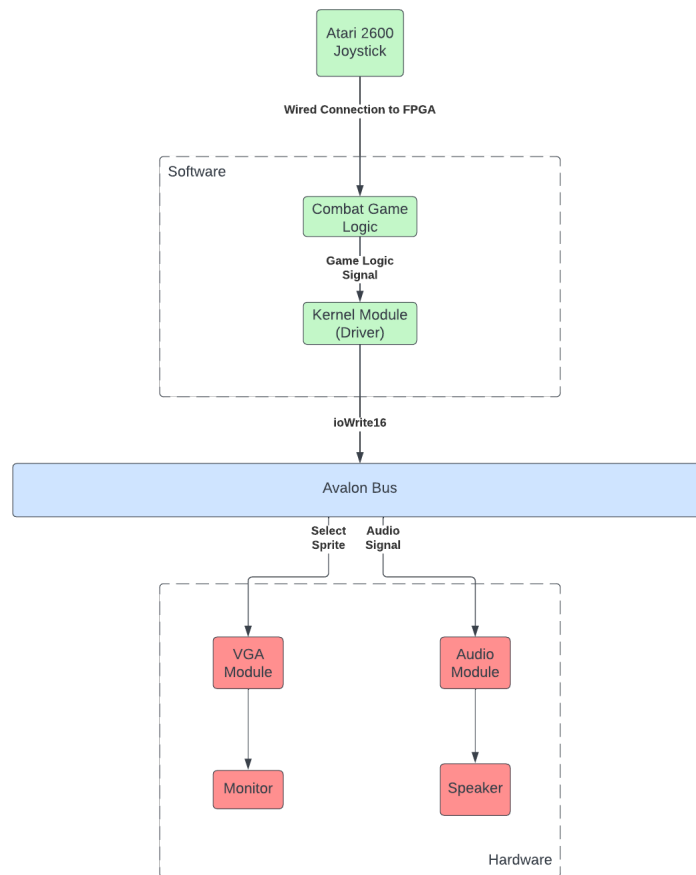 Atari 2600
Joystick
Wired Connection to FPGA
Software
Combat Game
Logic
Game Logic
Signal
Kernel Module
(Driver)
ioWrite16
Avalon Bus
Select
Sprite
Audio
Signal
VGA
Module
Audio
Module
Monitor
Speaker
Hardware